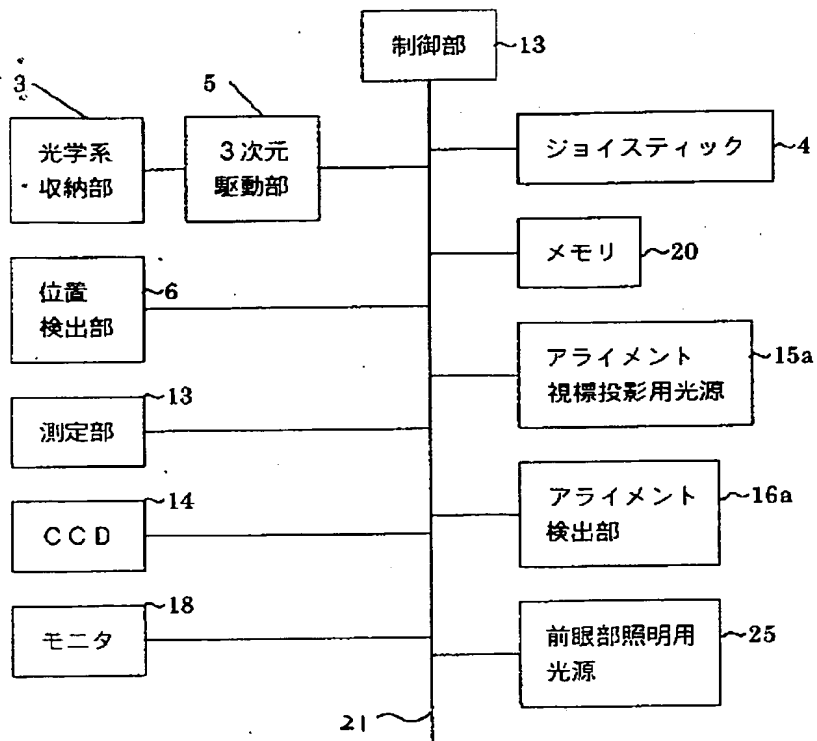 制御部
13
3
5
光学系
収納部
3次元
駆動部
ジョイスティック
4
メモリ
20
位置
検出部
6
アライメント
視標投影用光源
15a
13
測定部
アライメント
検出部
16a
14
CCD
18
モニタ
前眼部照明用
光源
25
21